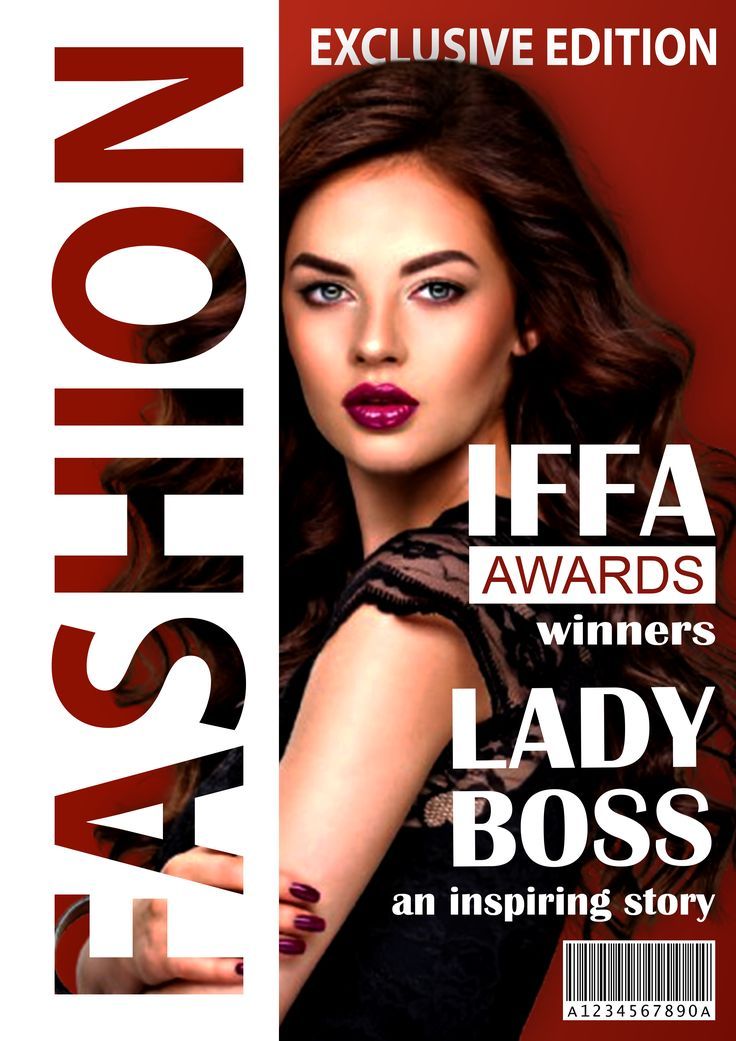 FASHION
EXCLUSIVE EDITION
IFFA
AWARDS
winners
LADY
BOSS
an inspiring story
A1234567890A